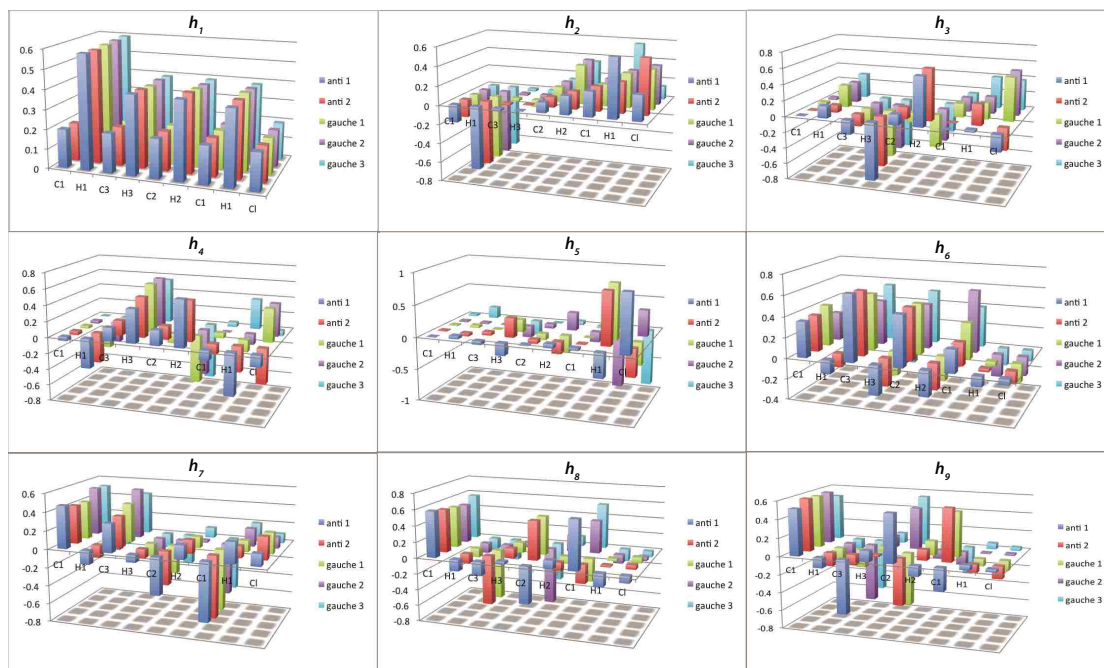 h1
0.6
0.5
0.4
0.3
0.2
0.1
0
C1 H1 C3 H3 C2 H2 C1 H1 Cl
anti 1
anti 2
gauche 1
gauche 2
gauche 3
h2
0.6
0.4
0.2
0
-0.2
-0.4
-0.6
-0.8
C1 H1 C3 H3 C2 H2 C1 H1 Cl
anti 1
anti 2
gauche 1
gauche 2
gauche 3
h3
0.8
0.6
0.4
0.2
0
-0.2
-0.4
-0.6
-0.8
C1 H1 C3 H3 C2 H2 C1 H1 Cl
anti 1
anti 2
gauche 1
gauche 2
gauche 3
h4
0.8
0.6
0.4
0.2
0
-0.2
-0.4
-0.6
-0.8
C1 H1 C3 H3 C2 H2 C1 H1 Cl
anti 1
anti 2
gauche 1
gauche 2
gauche 3
h5
1
0.5
0
-0.5
-1
C1 H1 C3 H3 C2 H2 C1 H1 Cl
anti 1
anti 2
gauche 1
gauche 2
gauche 3
h6
0.8
0.6
0.4
0.2
0
-0.2
-0.4
C1 H1 C3 H3 C2 H2 C1 H1 Cl
anti 1
anti 2
gauche 1
gauche 2
gauche 3
h7
0.6
0.4
0.2
0
-0.2
-0.4
-0.6
-0.8
C1 H1 C3 H3 C2 H2 C1 H1 Cl
anti 1
anti 2
gauche 1
gauche 2
gauche 3
h8
0.8
0.6
0.4
0.2
0
-0.2
-0.4
-0.6
-0.8
C1 H1 C3 H3 C2 H2 C1 H1 Cl
anti 1
anti 2
gauche 1
gauche 2
gauche 3
h9
0.6
0.4
0.2
0
-0.2
-0.4
-0.6
-0.8
C1 H1 C3 H3 C2 H2 C1 H1 Cl
anti 1
anti 2
gauche 1
gauche 2
gauche 3